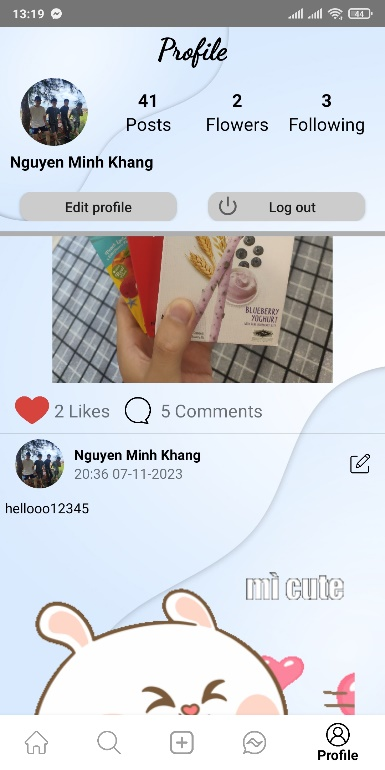 13:19
44
Profile
41 2 3
Posts Flowers Following
Nguyen Minh Khang
Edit profile Log out
BLUEBERRY
YOGHURT
2 Likes 5 Comments
Nguyen Minh Khang
20:36 07-11-2023
hellooo12345
mì cute
Profile